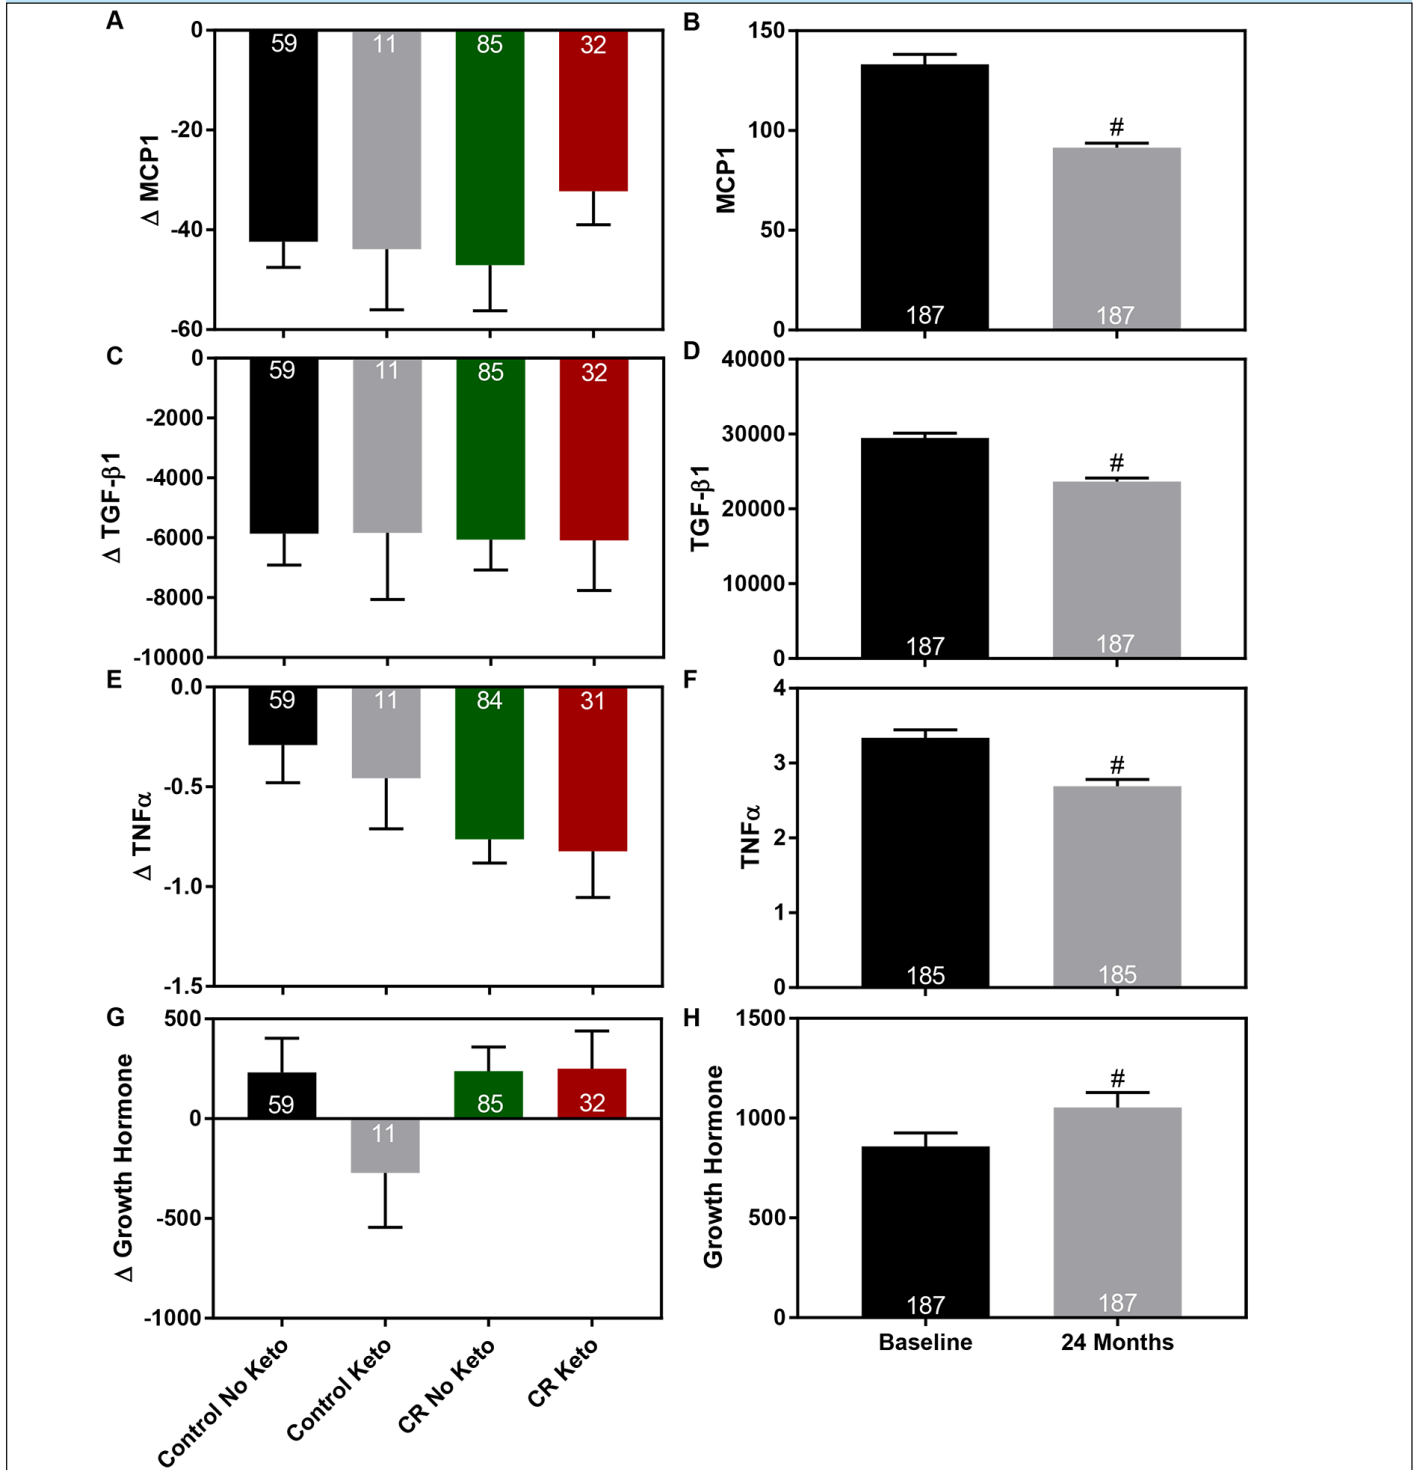 A
B
0
-20
-40
-60
Δ MCP1
59
11
85
32
150
100
50
0
MCP1
#
187
187
C
D
0
-2000
-4000
-6000
-8000
-10000
Δ TGF-β1
59
11
85
32
40000
30000
20000
10000
0
TGF-β1
#
187
187
E
F
0.0
-0.5
-1.0
-1.5
Δ TNFα
59
11
84
31
4
3
2
1
0
TNFα
#
185
185
G
H
500
0
-500
-1000
Δ Growth Hormone
59
11
85
32
Control No Keto
Control Keto
CR No Keto
CR Keto
1500
1000
500
0
Growth Hormone
#
187
187
Baseline
24 Months